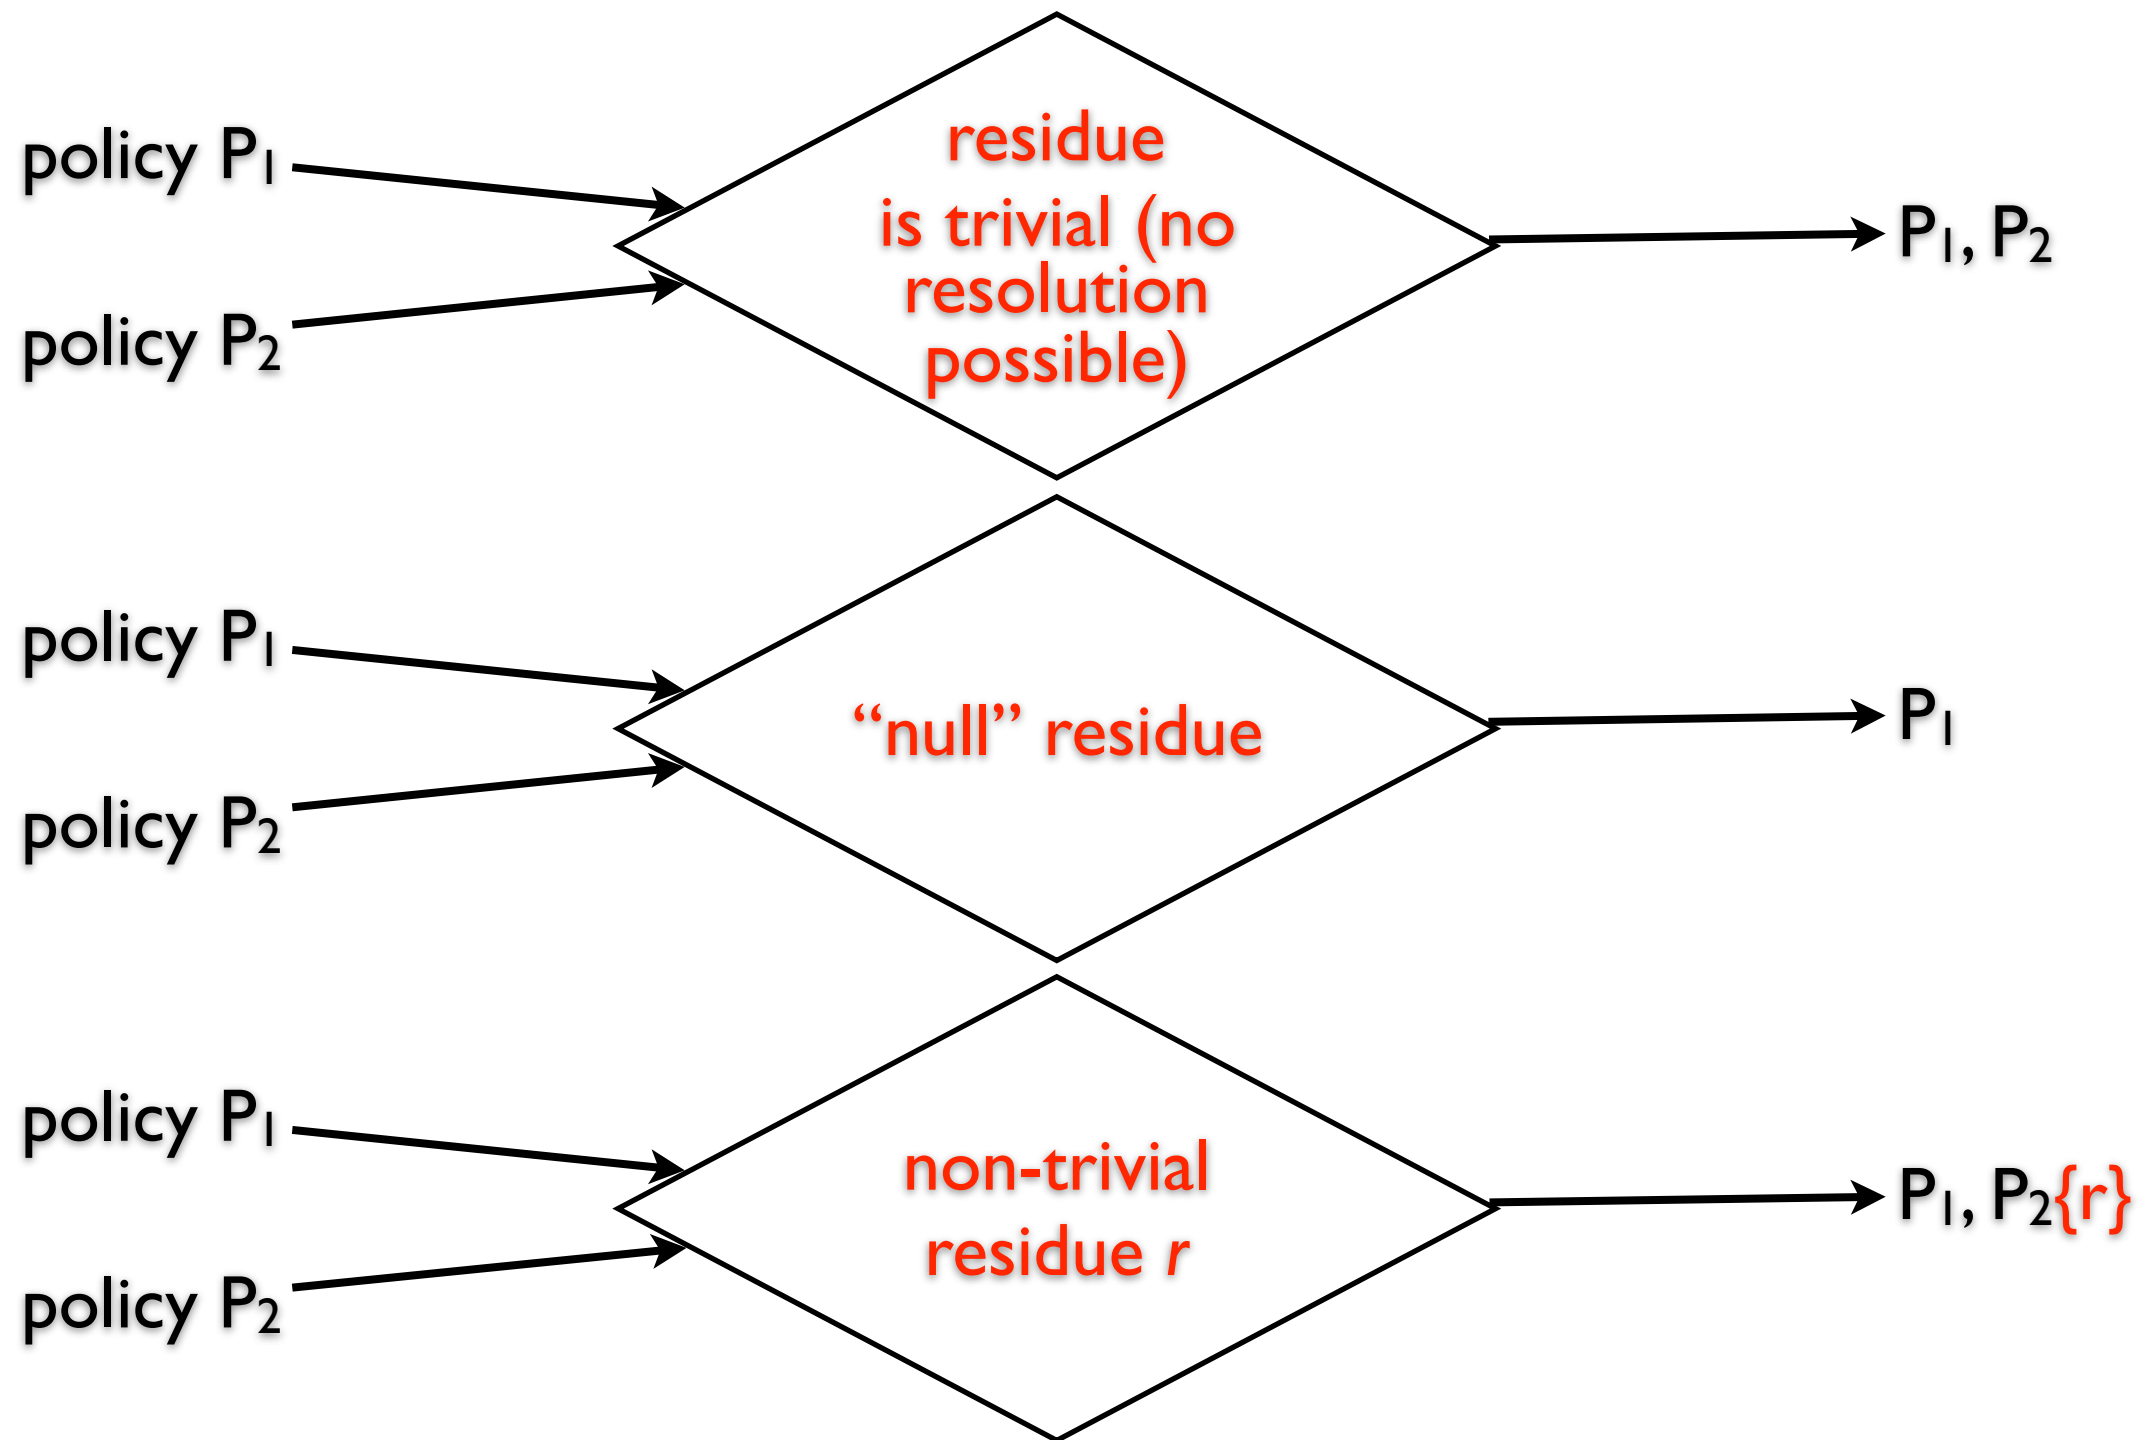 policy P₁
policy P₂
residue
is trivial (no
resolution
possible)
P₁, P₂
policy P₁
policy P₂
“null” residue
P₁
policy P₁
policy P₂
non-trivial
residue r
P₁, P₂{r}